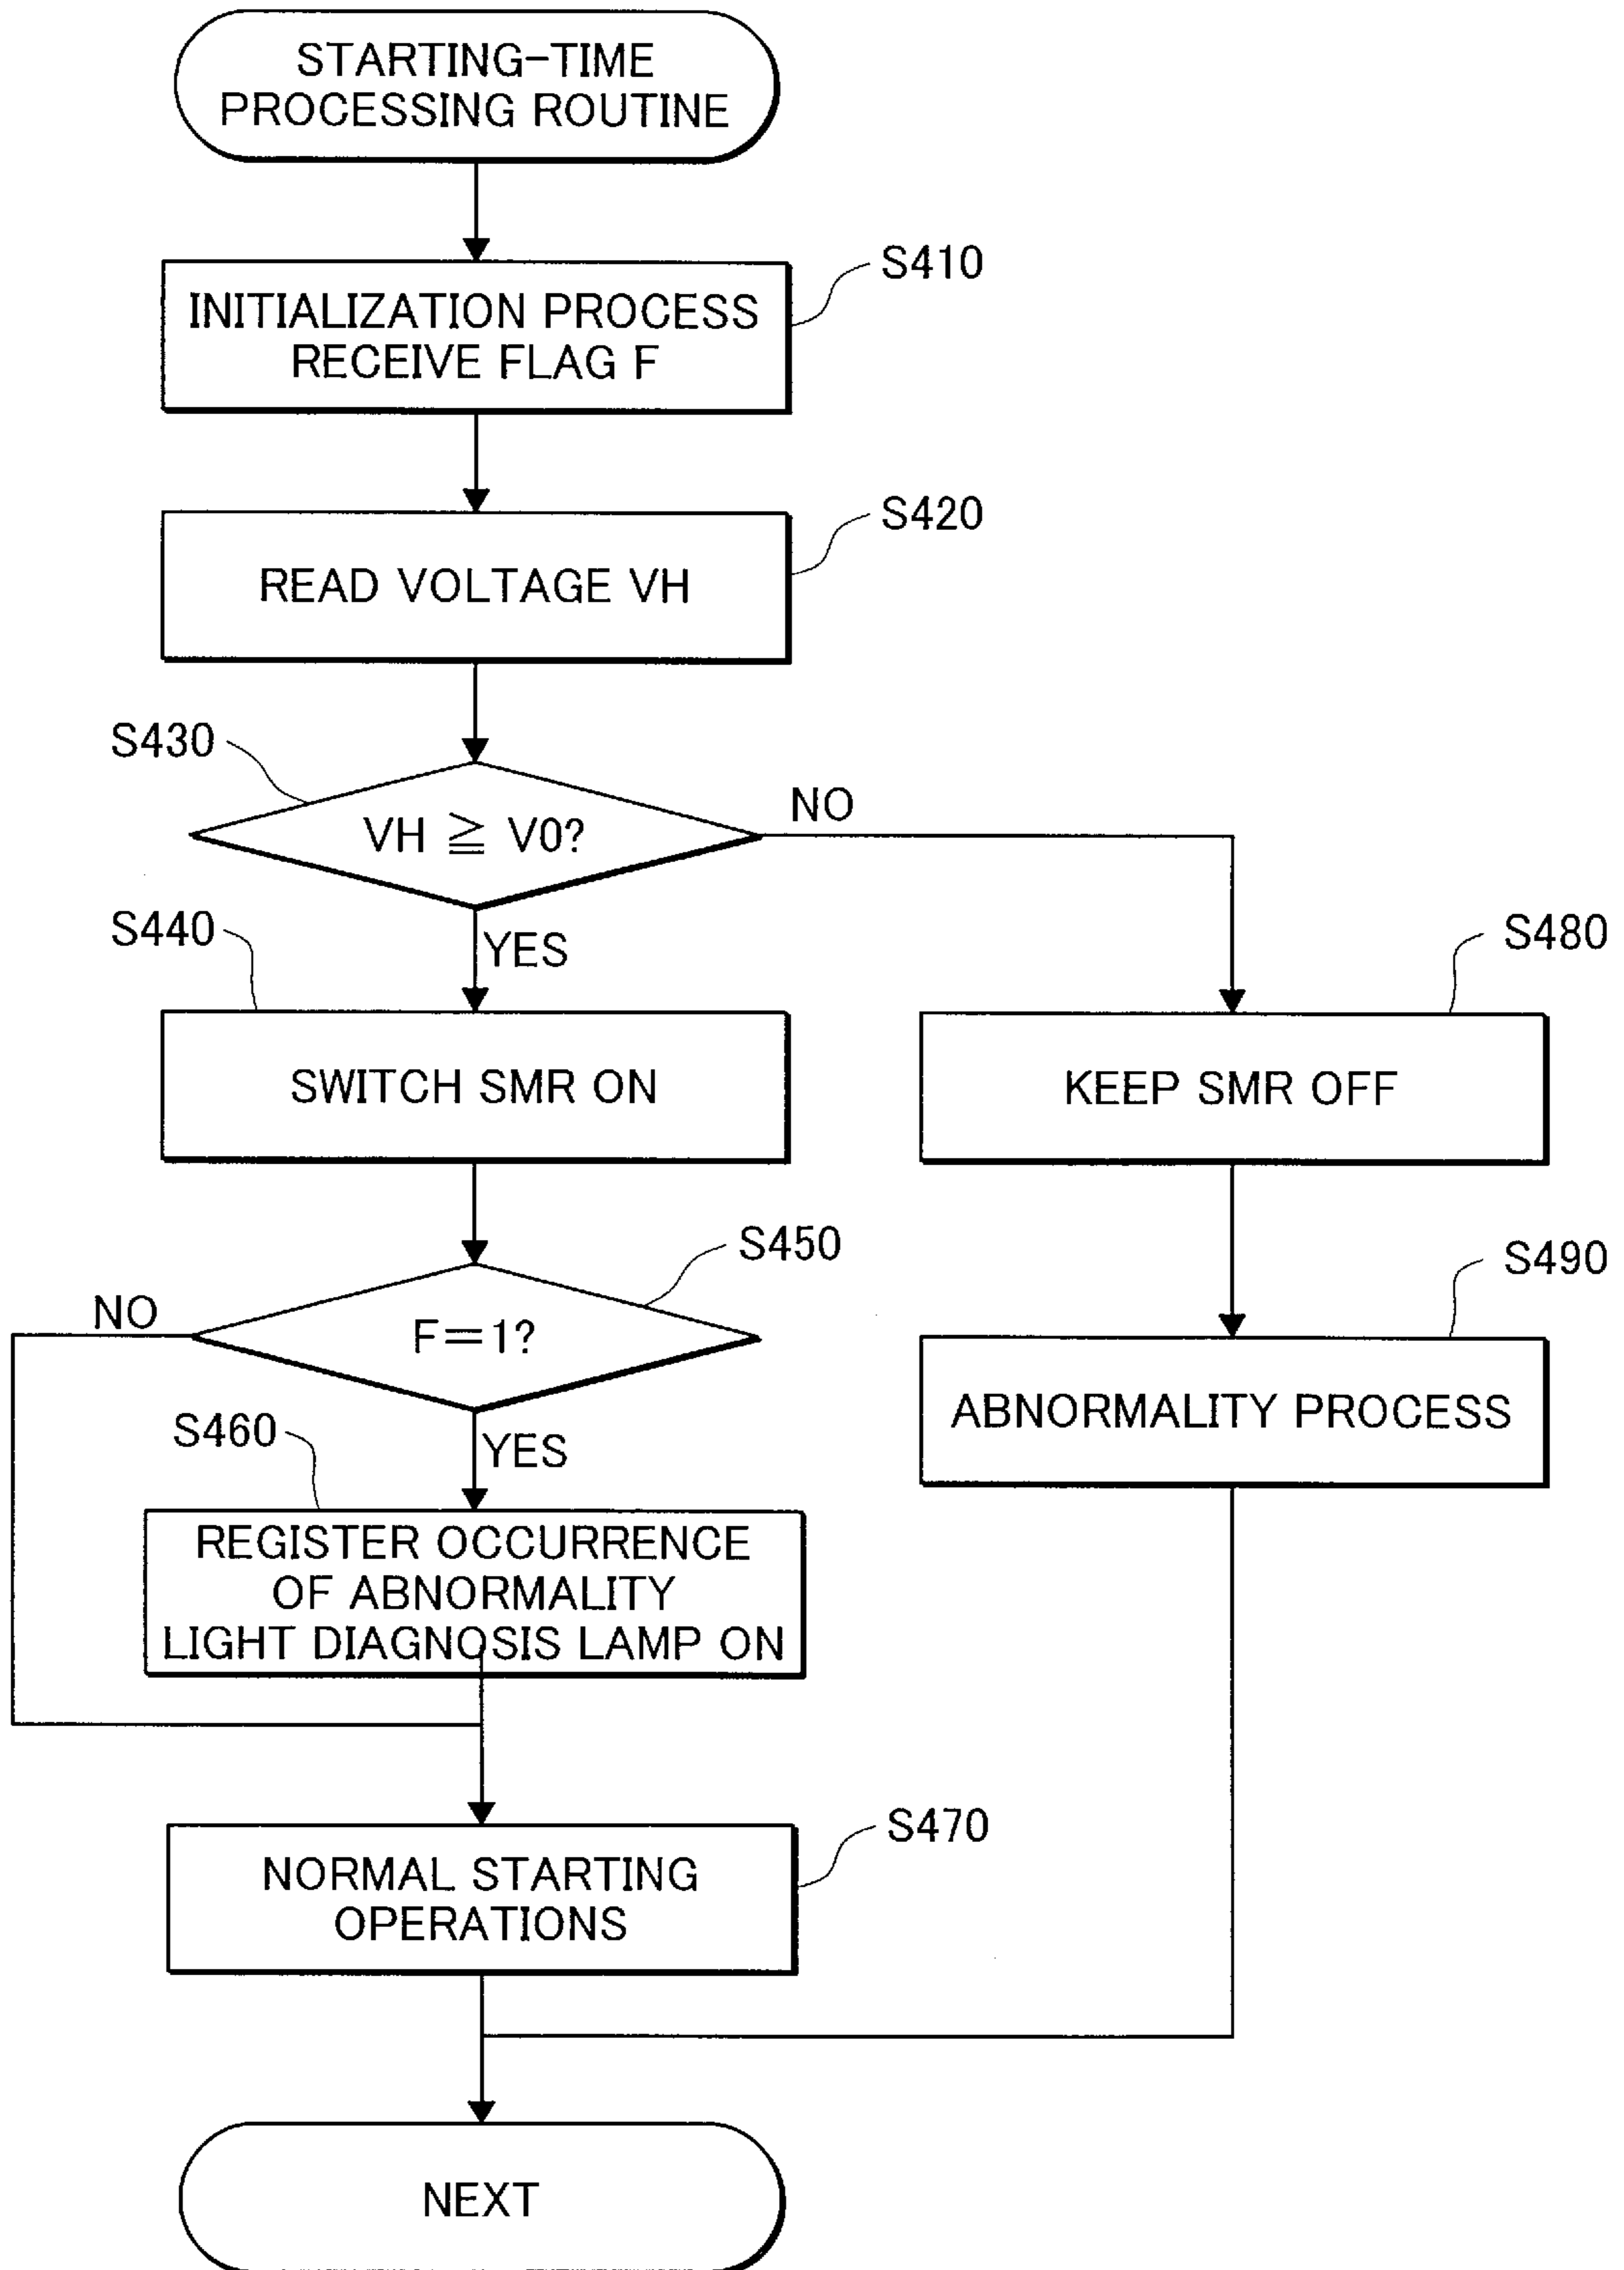 STARTING-TIME
PROCESSING ROUTINE
S410
INITIALIZATION PROCESS
RECEIVE FLAG F
S420
READ VOLTAGE VH
S430
VH ≧ V0?
NO
YES
S440
SWITCH SMR ON
S480
KEEP SMR OFF
S450
F=1?
NO
YES
S490
ABNORMALITY PROCESS
S460
REGISTER OCCURRENCE
OF ABNORMALITY
LIGHT DIAGNOSIS LAMP ON
S470
NORMAL STARTING
OPERATIONS
NEXT